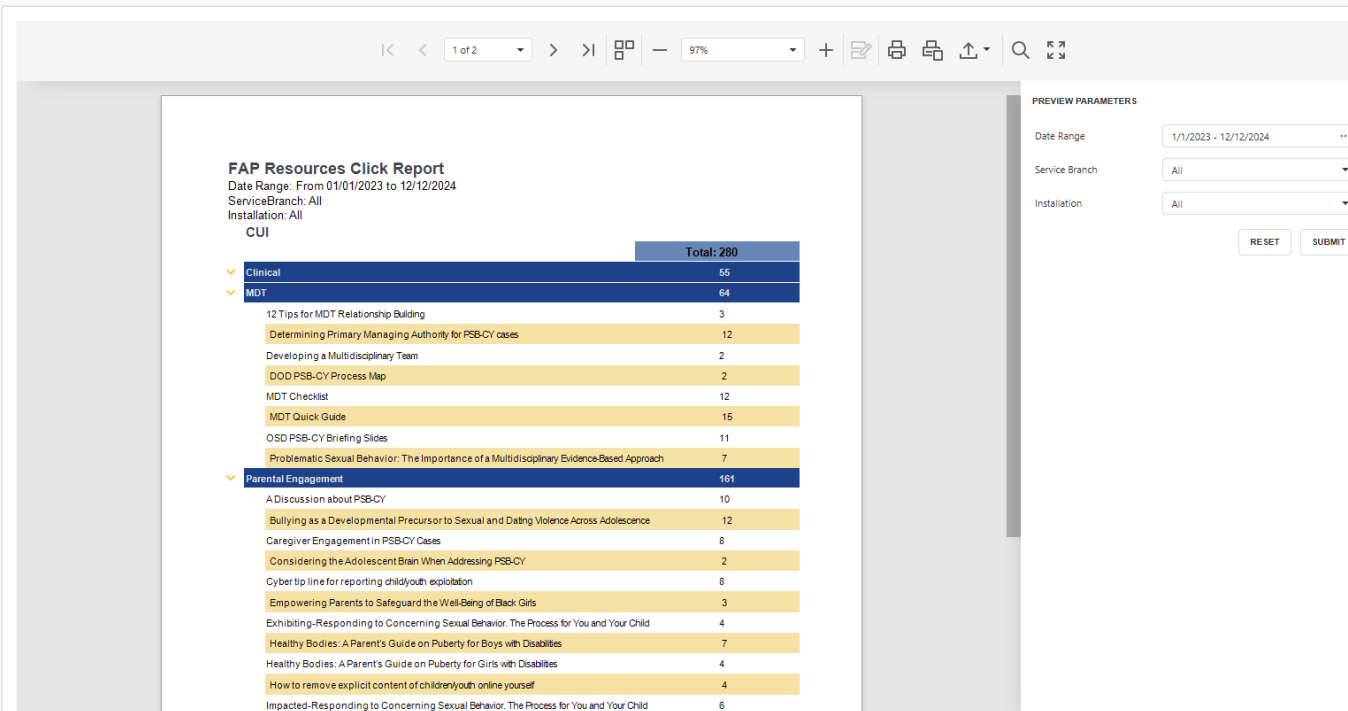 1 of 2
97%
PREVIEW PARAMETERS
Date Range 1/1/2023 - 12/12/2024 ...
Service Branch All
Installation All
RESET SUBMIT
FAP Resources Click Report
Date Range: From 01/01/2023 to 12/12/2024
ServiceBranch: All
Installation: All
CUI
Total: 280
Clinical 55
MDT 64
12 Tips for MDT Relationship Building 3
Determining Primary Managing Authority for PSB-CY cases 12
Developing a Multidisciplinary Team 2
DOD PSB-CY Process Map 2
MDT Checklist 12
MDT Quick Guide 15
OSD PSB-CY Briefing Slides 11
Problematic Sexual Behavior: The Importance of a Multidisciplinary Evidence-Based Approach 7
Parental Engagement 161
A Discussion about PSB-CY 10
Bullying as a Developmental Precursor to Sexual and Dating Violence Across Adolescence 12
Caregiver Engagement in PSB-CY Cases 8
Considering the Adolescent Brain When Addressing PSB-CY 2
Cyber tip line for reporting child/youth exploitation 8
Empowering Parents to Safeguard the Well-Being of Black Girls 3
Exhibiting-Responding to Concerning Sexual Behavior. The Process for You and Your Child 4
Healthy Bodies: A Parent's Guide on Puberty for Boys with Disabilities 7
Healthy Bodies: A Parent's Guide on Puberty for Girls with Disabilities 4
How to remove explicit content of children/youth online yourself 4
Impacted-Responding to Concerning Sexual Behavior. The Process for You and Your Child 6